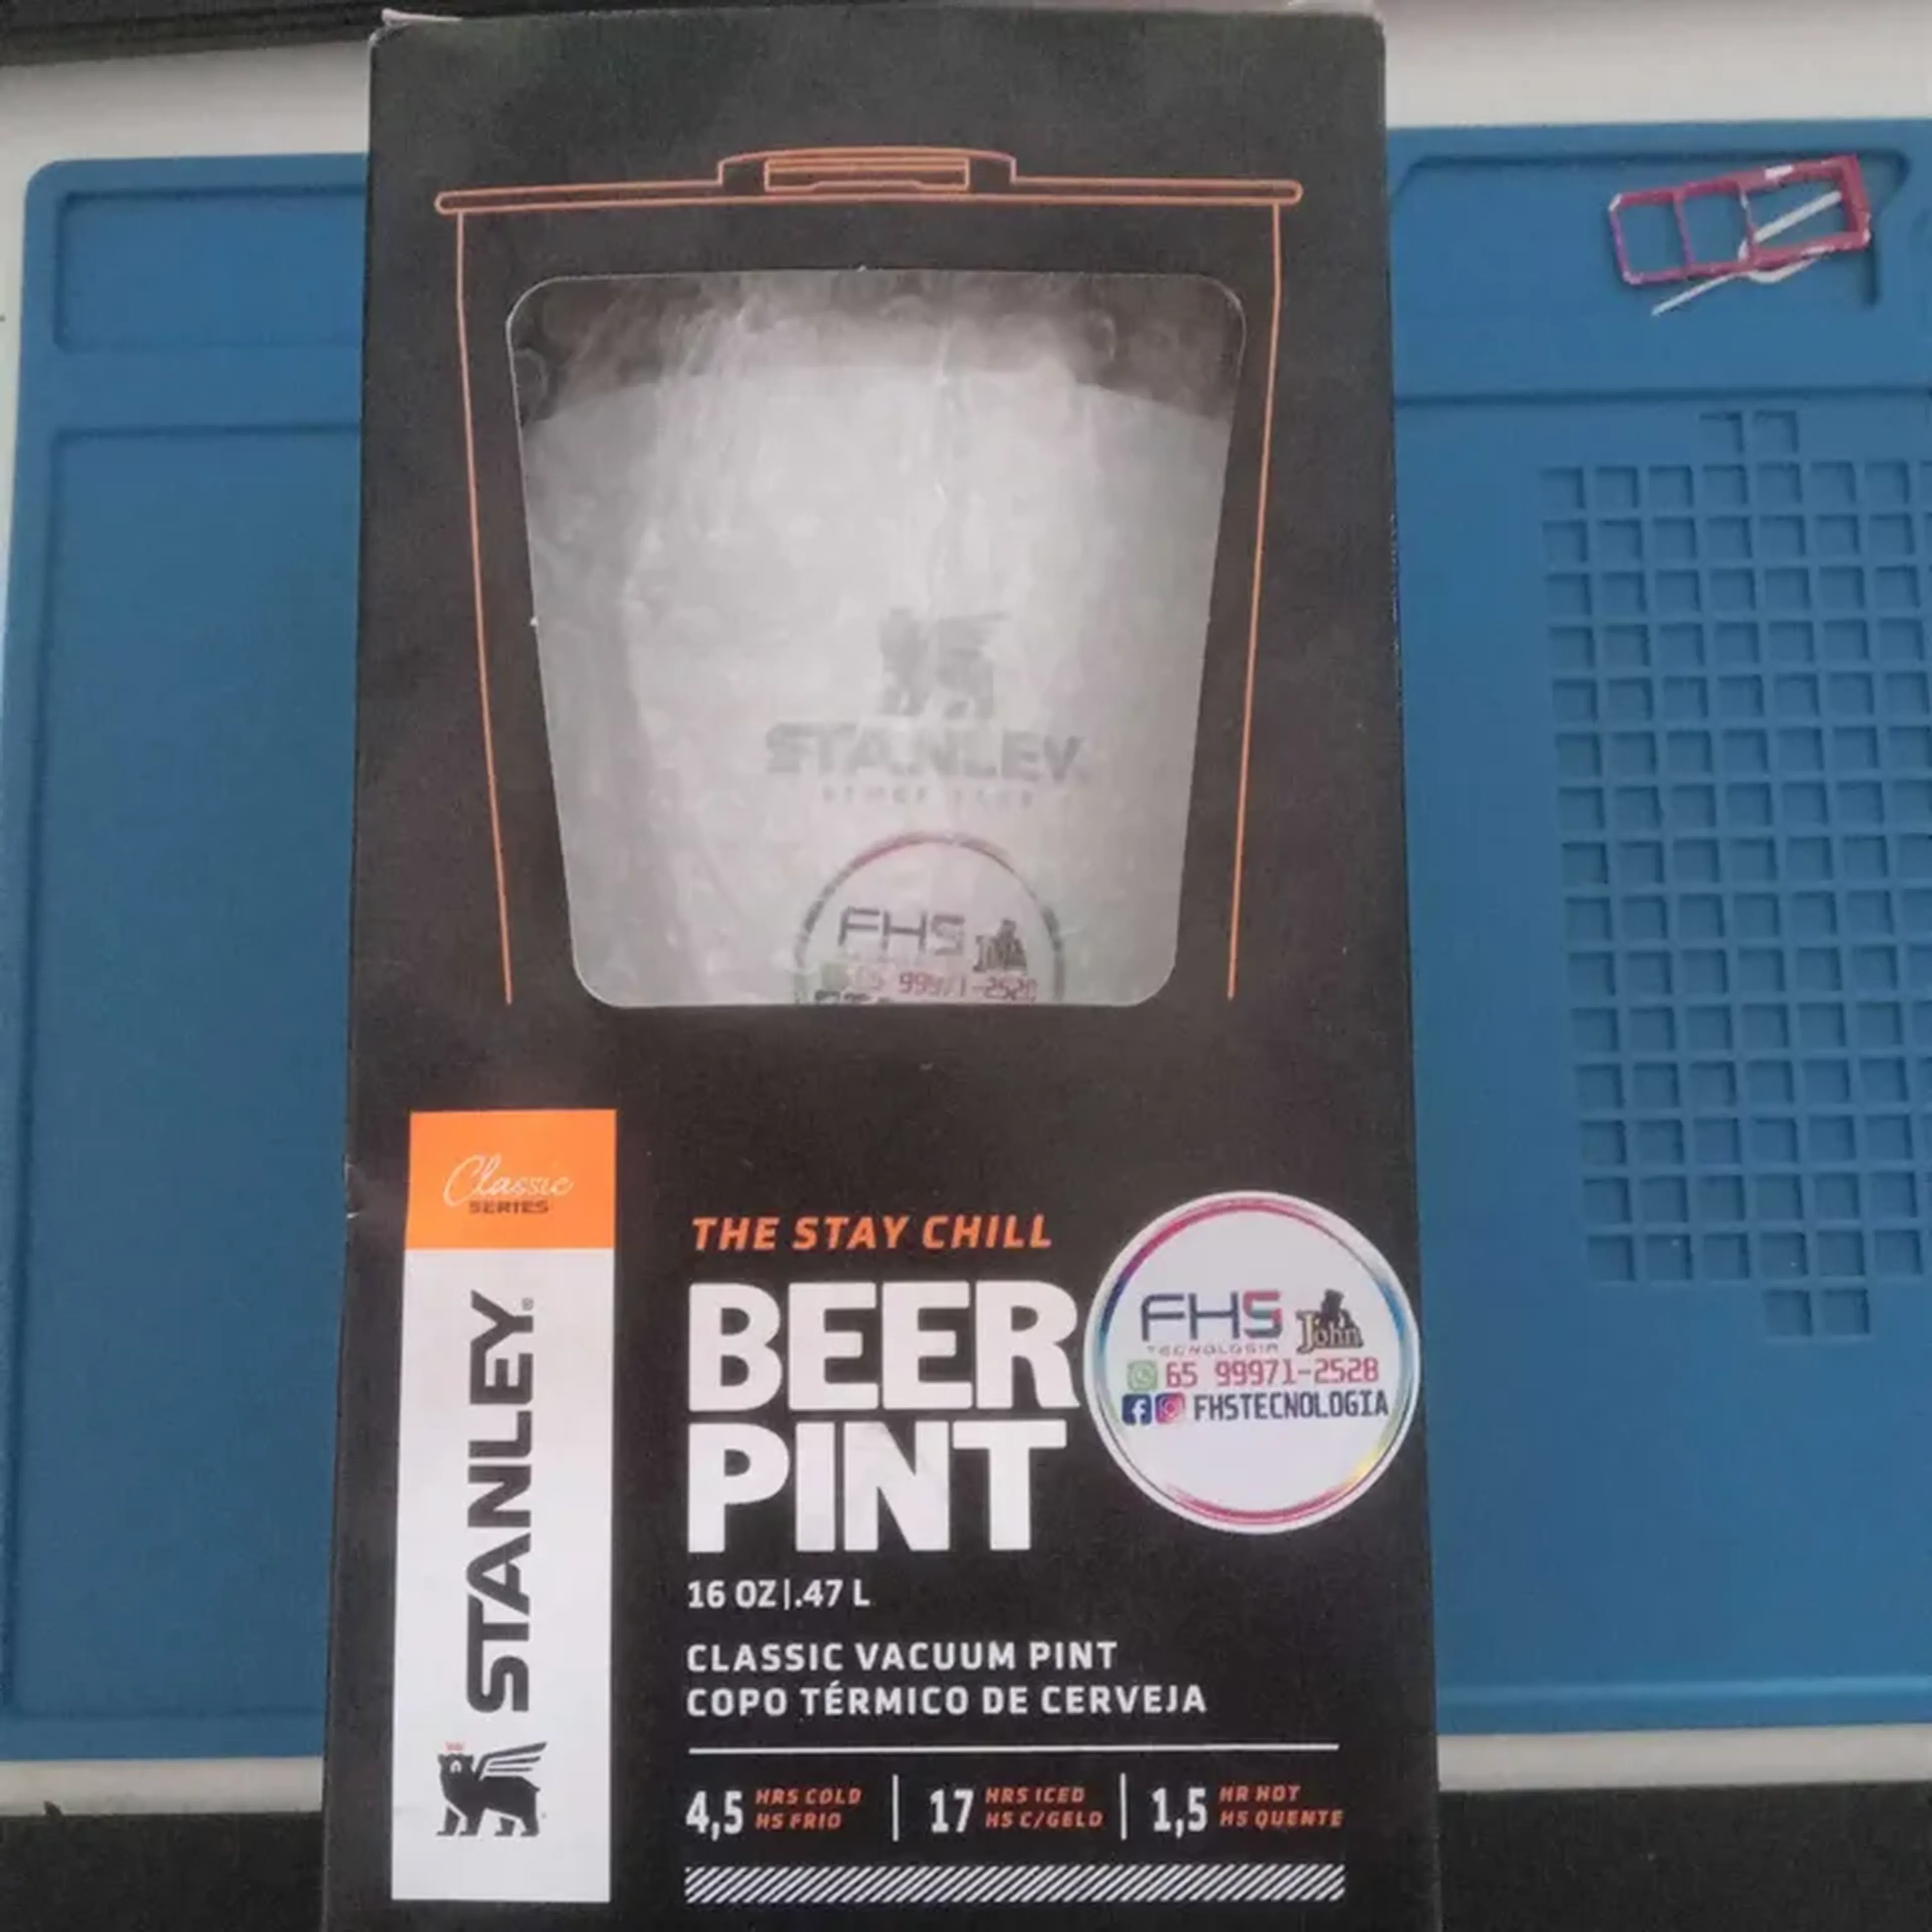 STANLEY
FHS John
65 99971-2528
Classic
SERIES
STANLEY®
THE STAY CHILL
BEER
PINT
FHS John
TECNOLOGIA
65 99971-2528
FHSTECNOLOGIA
16 OZ|.47 L
CLASSIC VACUUM PINT
COPO TÉRMICO DE CERVEJA
4,5 HRS COLD
HS FRIO
17 HRS ICED
HS C/GELO
1,5 HR HOT
HS QUENTE